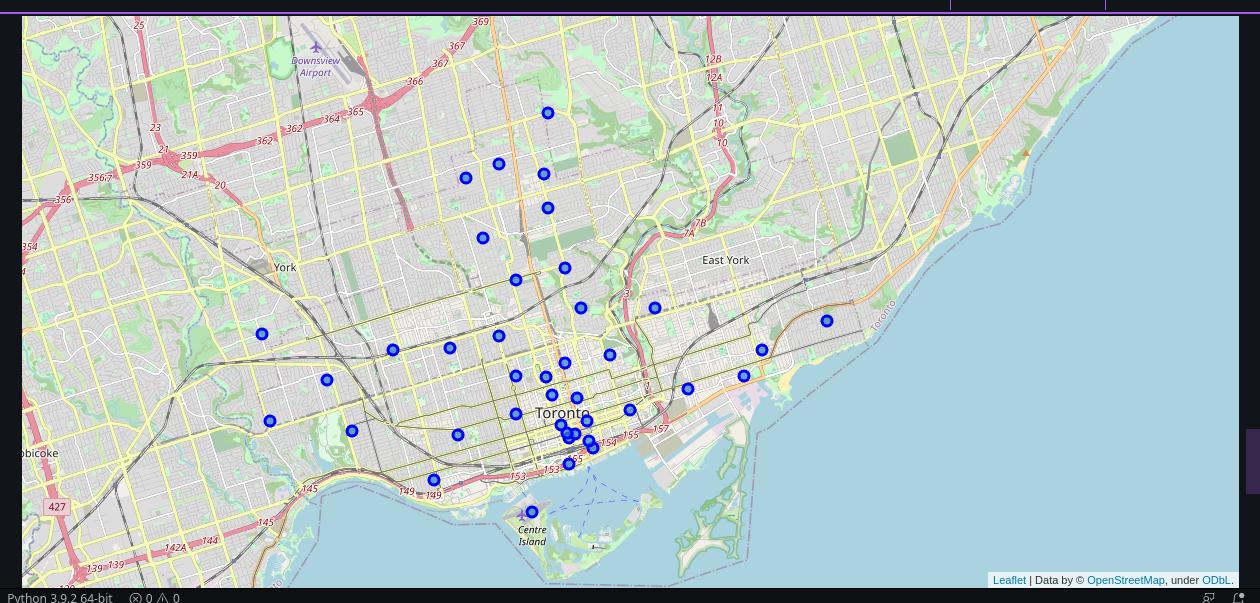 25
369
367
Downsview
Airport
367
12B
12A
366
365
11
364
10
362
23
362
10
21
359
359
21A
20
356
7B
7A
354
York
East York
3
Toronto
1
Toronto
157
155
154
obicoke
155
153
153
149
149
145
427
Centre
Island
145
144
142A
139
139
Leaflet | Data by © OpenStreetMap, under ODbL.
Python 3.9.2 64-bit 0 0